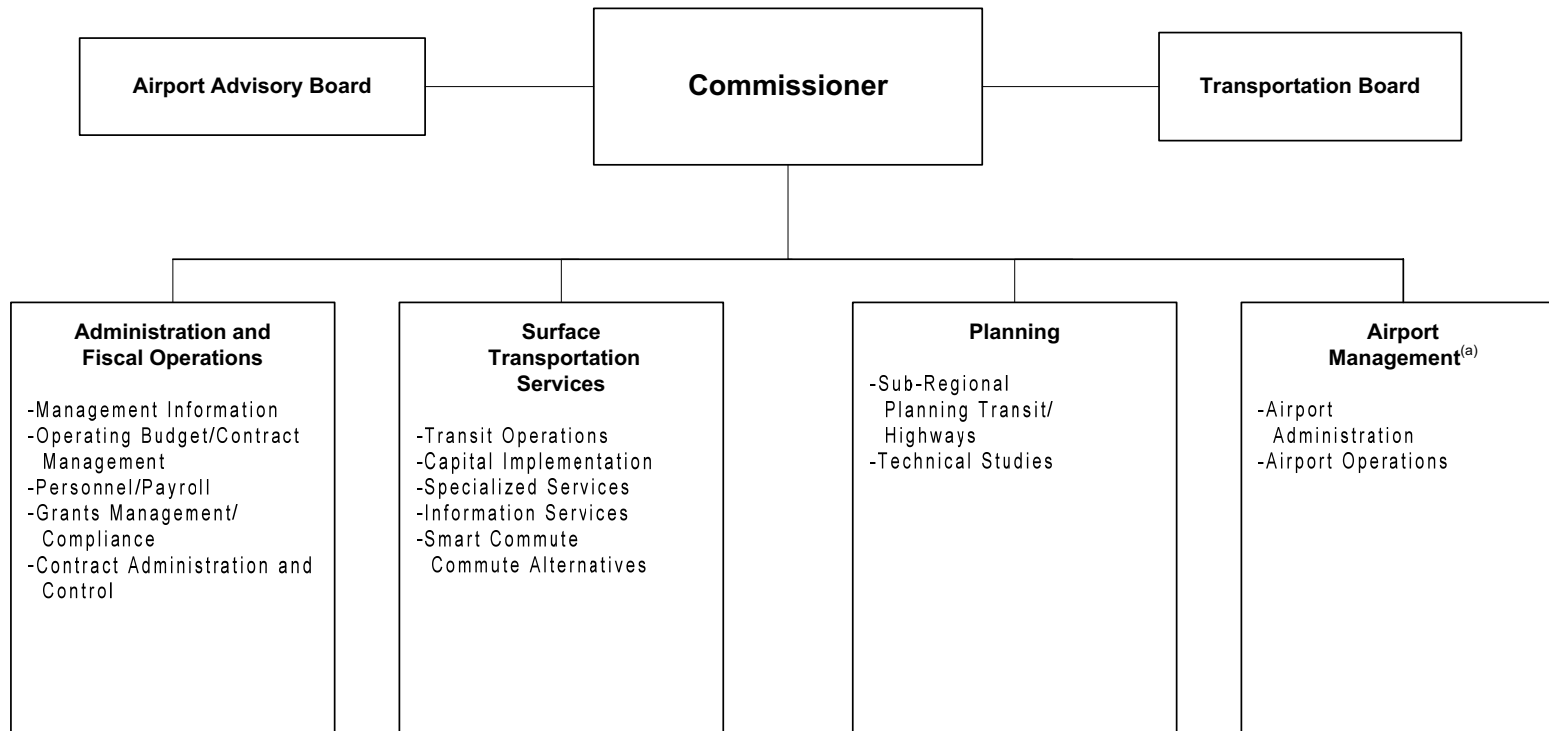 Airport Advisory Board
Commissioner
Transportation Board
Administration and
Fiscal Operations
-Management Information
-Operating Budget/Contract
Management
-Personnel/Payroll
-Grants Management/
Compliance
-Contract Administration and
Control
Surface
Transportation
Services
-Transit Operations
-Capital Implementation
-Specialized Services
-Information Services
-Smart Commute
Commute Alternatives
Planning
-Sub-Regional
Planning Transit/
Highways
-Technical Studies
Airport
Management(a)
-Airport
Administration
-Airport Operations